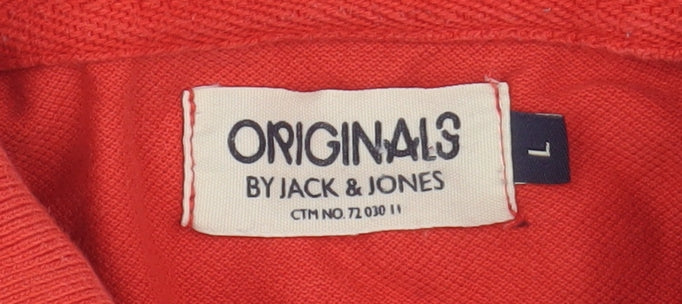 ORIGINALS
BY JACK & JONES
CTM NO. 72 030 11
L